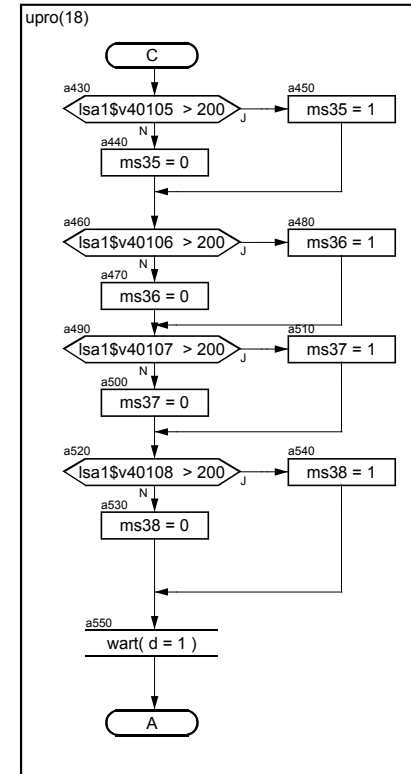 upro(18)
C
a430
lsa1$v40105 > 200
J
N
a450
ms35 = 1
a440
ms35 = 0
a460
lsa1$v40106 > 200
J
N
a480
ms36 = 1
a470
ms36 = 0
a490
lsa1$v40107 > 200
J
N
a510
ms37 = 1
a500
ms37 = 0
a520
lsa1$v40108 > 200
J
N
a540
ms38 = 1
a530
ms38 = 0
a550
wart( d = 1 )
A